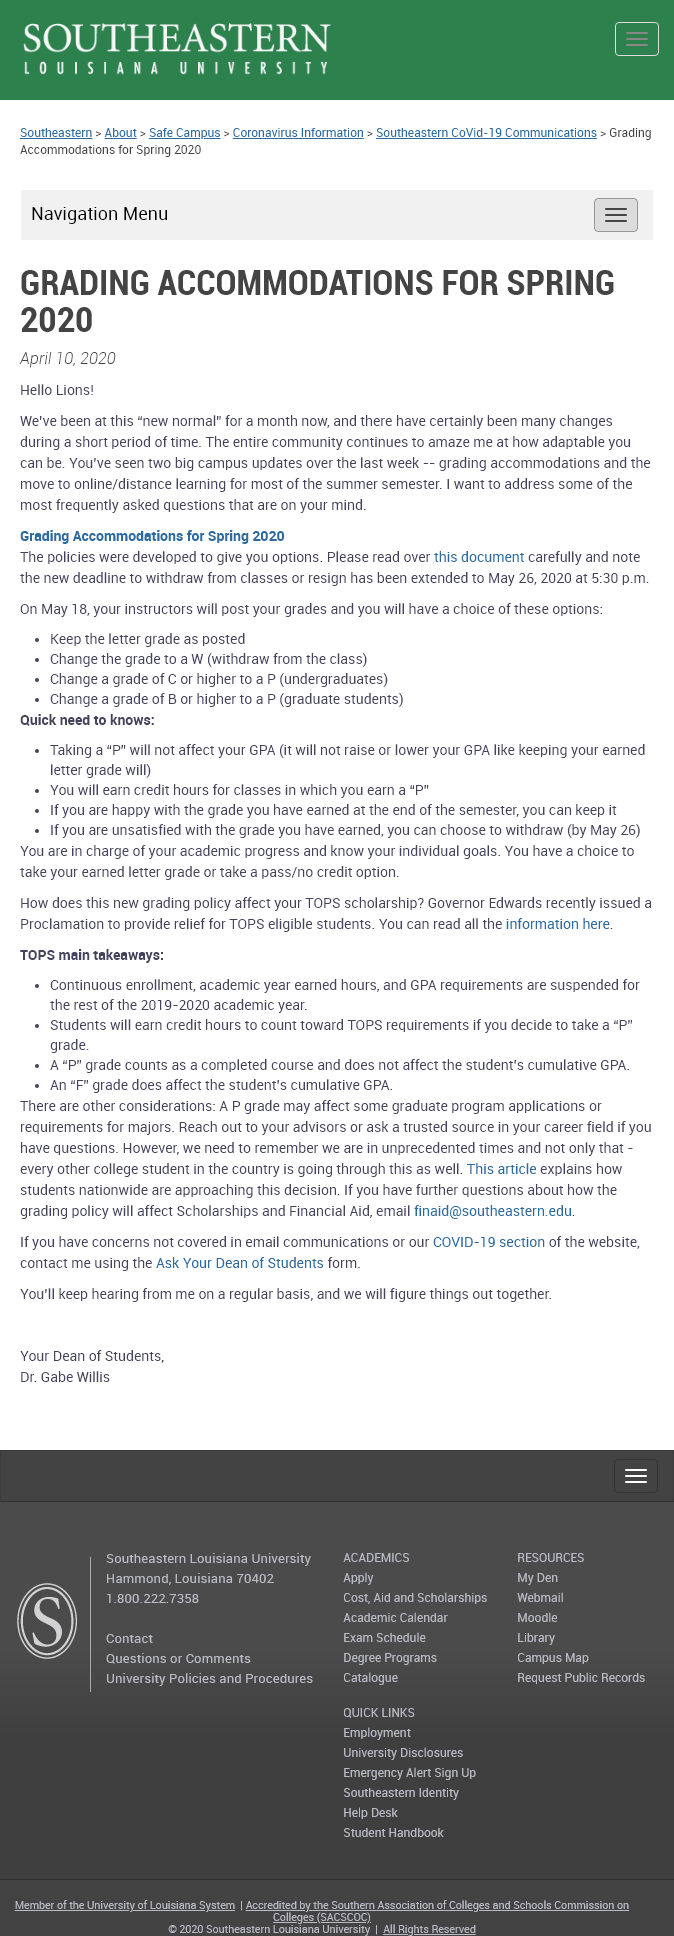 SOUTHEASTERN
LOUISIANA UNIVERSITY
Southeastern > About > Safe Campus > Coronavirus Information > Southeastern CoVid-19 Communications > Grading
Accommodations for Spring 2020
Navigation Menu
GRADING ACCOMMODATIONS FOR SPRING
2020
April 10, 2020
Hello Lions!
We've been at this “new normal” for a month now, and there have certainly been many changes
during a short period of time. The entire community continues to amaze me at how adaptable you
can be. You've seen two big campus updates over the last week -- grading accommodations and the
move to online/distance learning for most of the summer semester. I want to address some of the
most frequently asked questions that are on your mind.
Grading Accommodations for Spring 2020
The policies were developed to give you options. Please read over this document carefully and note
the new deadline to withdraw from classes or resign has been extended to May 26, 2020 at 5:30 p.m.
On May 18, your instructors will post your grades and you will have a choice of these options:
• Keep the letter grade as posted
• Change the grade to a W (withdraw from the class)
• Change a grade of C or higher to a P (undergraduates)
• Change a grade of B or higher to a P (graduate students)
Quick need to knows:
• Taking a “P” will not affect your GPA (it will not raise or lower your GPA like keeping your earned
letter grade will)
• You will earn credit hours for classes in which you earn a “P”
• If you are happy with the grade you have earned at the end of the semester, you can keep it
• If you are unsatisfied with the grade you have earned, you can choose to withdraw (by May 26)
You are in charge of your academic progress and know your individual goals. You have a choice to
take your earned letter grade or take a pass/no credit option.
How does this new grading policy affect your TOPS scholarship? Governor Edwards recently issued a
Proclamation to provide relief for TOPS eligible students. You can read all the information here.
TOPS main takeaways:
• Continuous enrollment, academic year earned hours, and GPA requirements are suspended for
the rest of the 2019-2020 academic year.
• Students will earn credit hours to count toward TOPS requirements if you decide to take a “P”
grade.
• A “P” grade counts as a completed course and does not affect the student's cumulative GPA.
• An “F” grade does affect the student's cumulative GPA.
There are other considerations: A P grade may affect some graduate program applications or
requirements for majors. Reach out to your advisors or ask a trusted source in your career field if you
have questions. However, we need to remember we are in unprecedented times and not only that -
every other college student in the country is going through this as well. This article explains how
students nationwide are approaching this decision. If you have further questions about how the
grading policy will affect Scholarships and Financial Aid, email finaid@southeastern.edu.
If you have concerns not covered in email communications or our COVID-19 section of the website,
contact me using the Ask Your Dean of Students form.
You'll keep hearing from me on a regular basis, and we will figure things out together.
Your Dean of Students,
Dr. Gabe Willis
S
Southeastern Louisiana University
Hammond, Louisiana 70402
1.800.222.7358
Contact
Questions or Comments
University Policies and Procedures
ACADEMICS
Apply
Cost, Aid and Scholarships
Academic Calendar
Exam Schedule
Degree Programs
Catalogue
RESOURCES
My Den
Webmail
Moodle
Library
Campus Map
Request Public Records
QUICK LINKS
Employment
University Disclosures
Emergency Alert Sign Up
Southeastern Identity
Help Desk
Student Handbook
Member of the University of Louisiana System | Accredited by the Southern Association of Colleges and Schools Commission on
Colleges (SACSCOC)
© 2020 Southeastern Louisiana University | All Rights Reserved